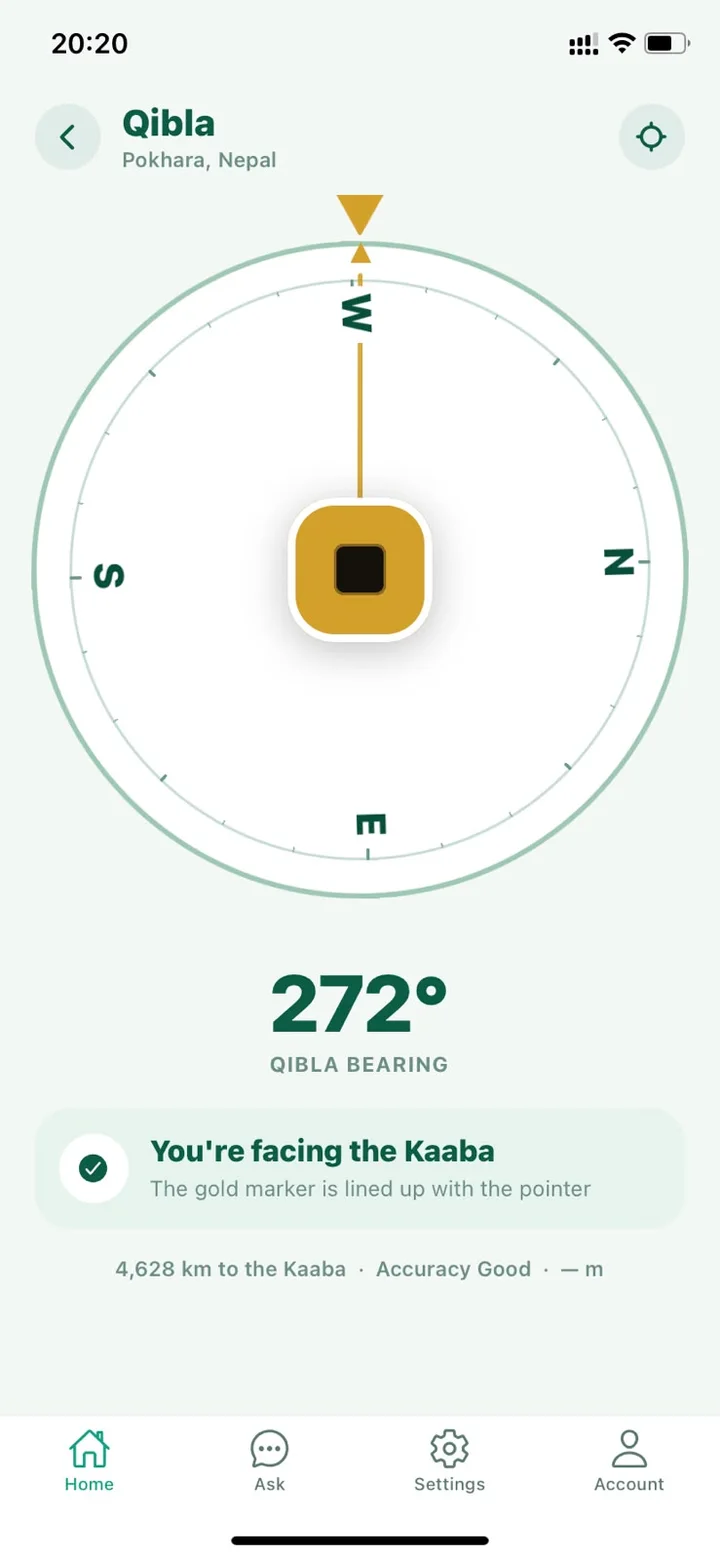 20:20
Qibla
Pokhara, Nepal
W
N
S
E
272°
QIBLA BEARING
You're facing the Kaaba
The gold marker is lined up with the pointer
4,628 km to the Kaaba · Accuracy Good · — m
Home
Ask
Settings
Account